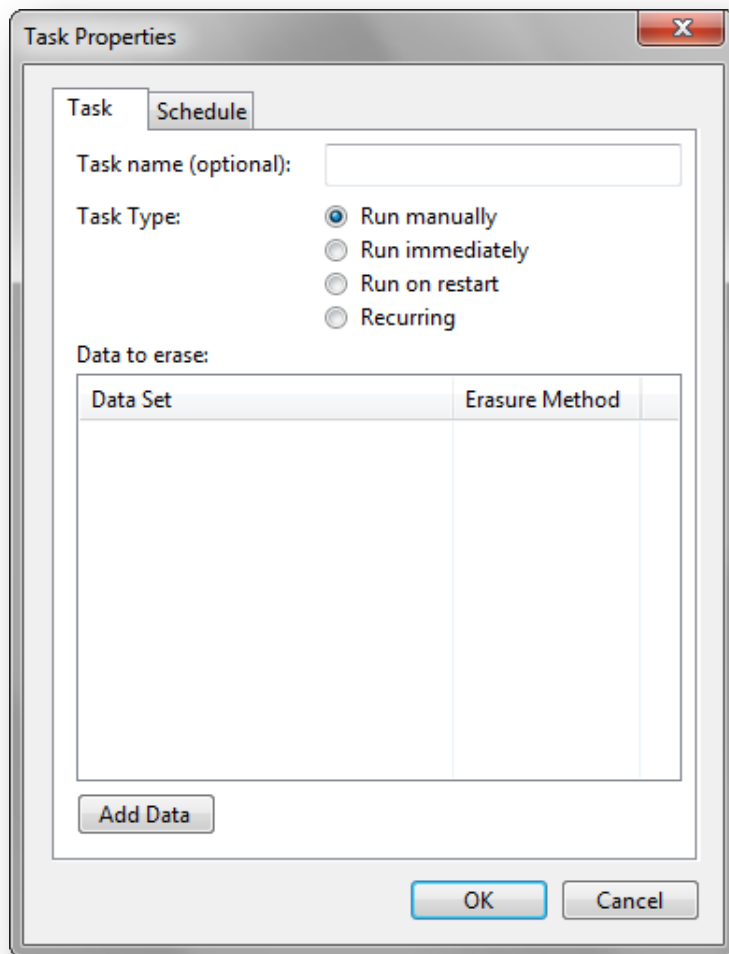 Task Properties
Task
Schedule
Task name (optional):
Task Type:
Run manually
Run immediately
Run on restart
Recurring
Data to erase:
Data Set
Erasure Method
Add Data
OK
Cancel